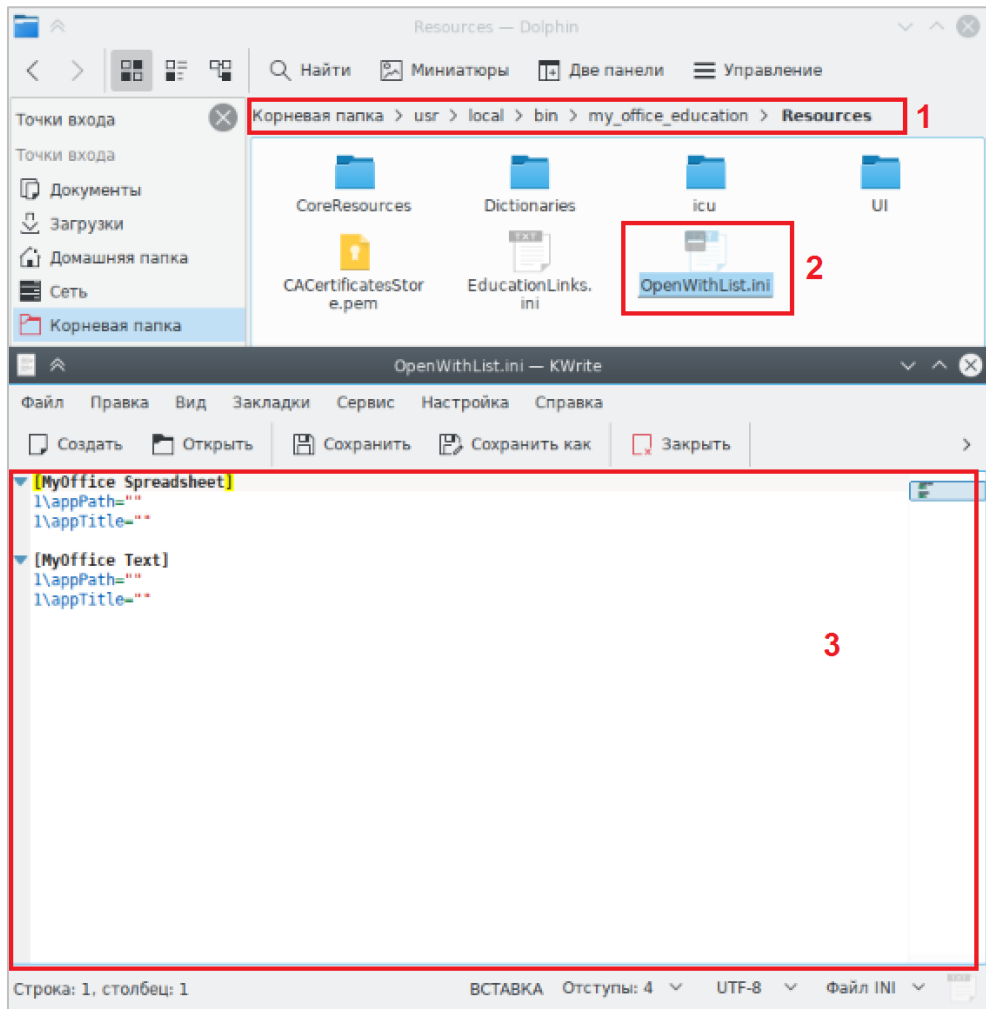 Resources — Dolphin
Найти Миниатюры Две панели Управление
Точки входа
Корневая папка > usr > local > bin > my_office_education > Resources
1
Точки входа
Документы
Загрузки
Домашняя папка
Сеть
Корневая папка
CoreResources Dictionaries icu UI
TXT
2
CACertificatesStor
e.pem
EducationLinks.
ini
OpenWithList.ini
OpenWithList.ini — KWrite
Файл Правка Вид Закладки Сервис Настройка Справка
Создать Открыть Сохранить Сохранить как Закрыть >
[MyOffice Spreadsheet]
1\appPath=""
1\appTitle=""
[MyOffice Text]
1\appPath=""
1\appTitle=""
3
Строка: 1, столбец: 1 ВСТАВКА Отступы: 4 UTF-8 Файл INI TXT